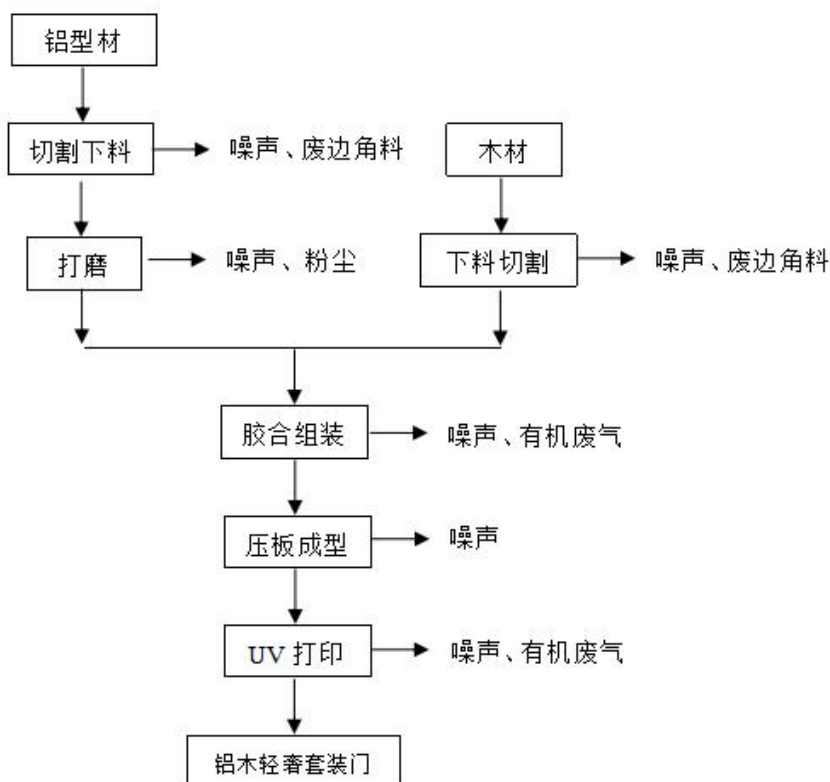 铝型材
切割下料
噪声、废边角料
木材
打磨
噪声、粉尘
下料切割
噪声、废边角料
胶合组装
噪声、有机废气
压板成型
噪声
UV 打印
噪声、有机废气
铝木轻奢套装门